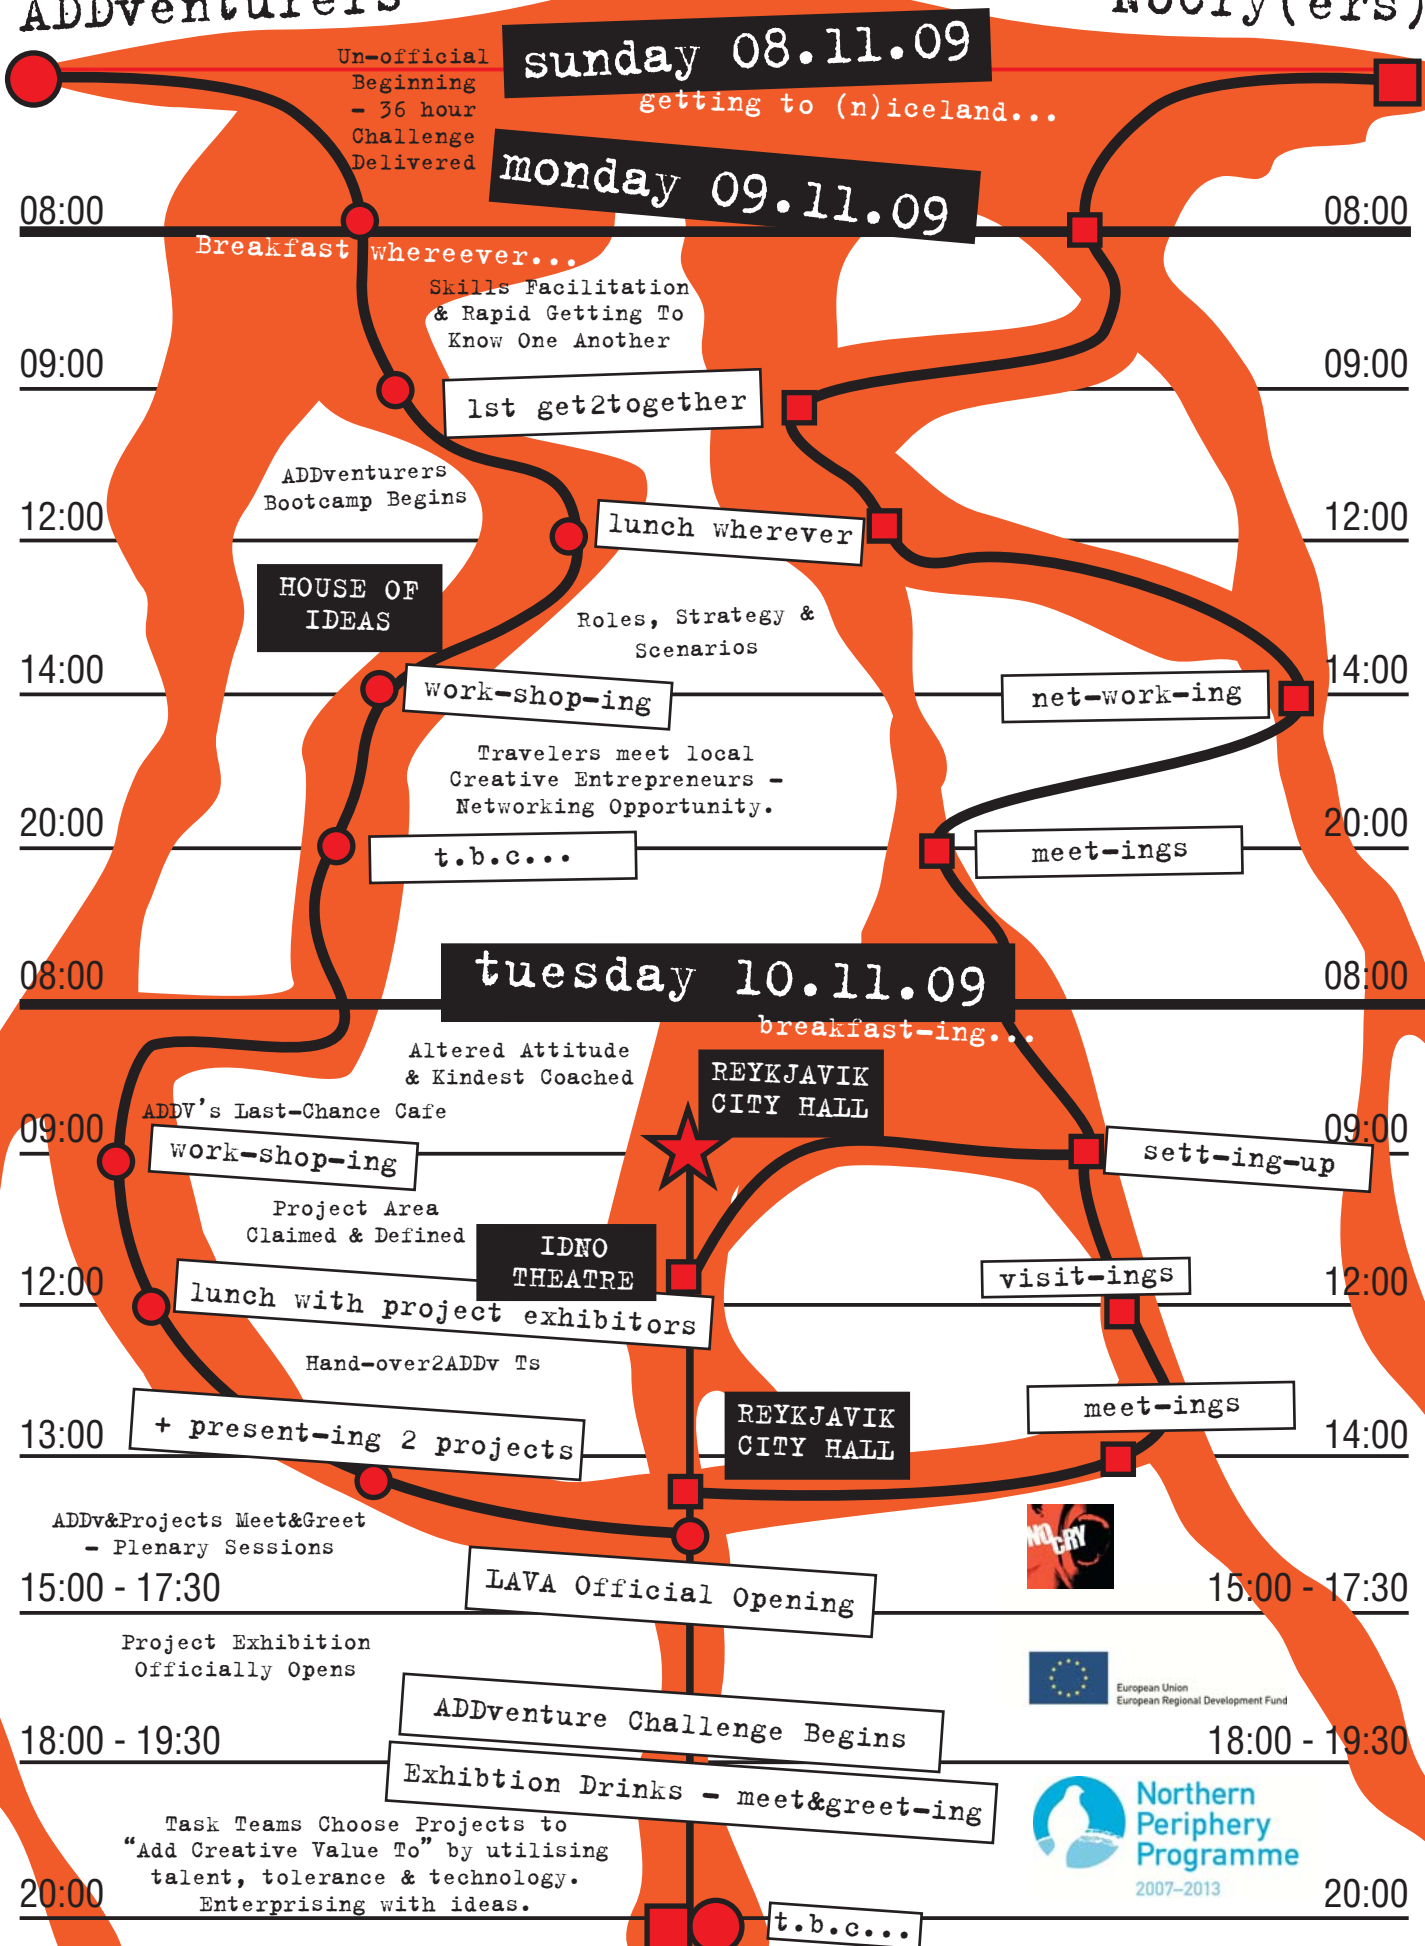 ADDventurers
NoCry(ers)
Un-official
Beginning
- 36 hour
Challenge
Delivered
sunday 08.11.09
getting to (n)iceland...
monday 09.11.09
08:00
08:00
Breakfast whereever...
Skills Facilitation
& Rapid Getting To
Know One Another
09:00
09:00
1st get2together
ADDventurers
Bootcamp Begins
12:00
12:00
lunch wherever
HOUSE OF
IDEAS
Roles, Strategy &
Scenarios
14:00
14:00
work-shop-ing
net-work-ing
Travelers meet local
Creative Entrepreneurs -
Networking Opportunity.
20:00
20:00
t.b.c...
meet-ings
tuesday 10.11.09
08:00
08:00
breakfast-ing...
Altered Attitude
& Kindest Coached
REYKJAVIK
CITY HALL
ADDV's Last-Chance Cafe
09:00
09:00
work-shop-ing
sett-ing-up
Project Area
Claimed & Defined
IDNO
THEATRE
visit-ings
12:00
12:00
lunch with project exhibitors
Hand-over2ADDv Ts
+ present-ing 2 projects
REYKJAVIK
CITY HALL
meet-ings
13:00
14:00
ADDv&Projects Meet&Greet
- Plenary Sessions
NO CRY
LAVA Official Opening
15:00 - 17:30
15:00 - 17:30
Project Exhibition
Officially Opens
European Union
European Regional Development Fund
ADDventure Challenge Begins
18:00 - 19:30
18:00 - 19:30
Exhibtion Drinks - meet&greet-ing
Northern
Periphery
Programme
2007-2013
Task Teams Choose Projects to
"Add Creative Value To" by utilising
talent, tolerance & technology.
Enterprising with ideas.
20:00
20:00
t.b.c...